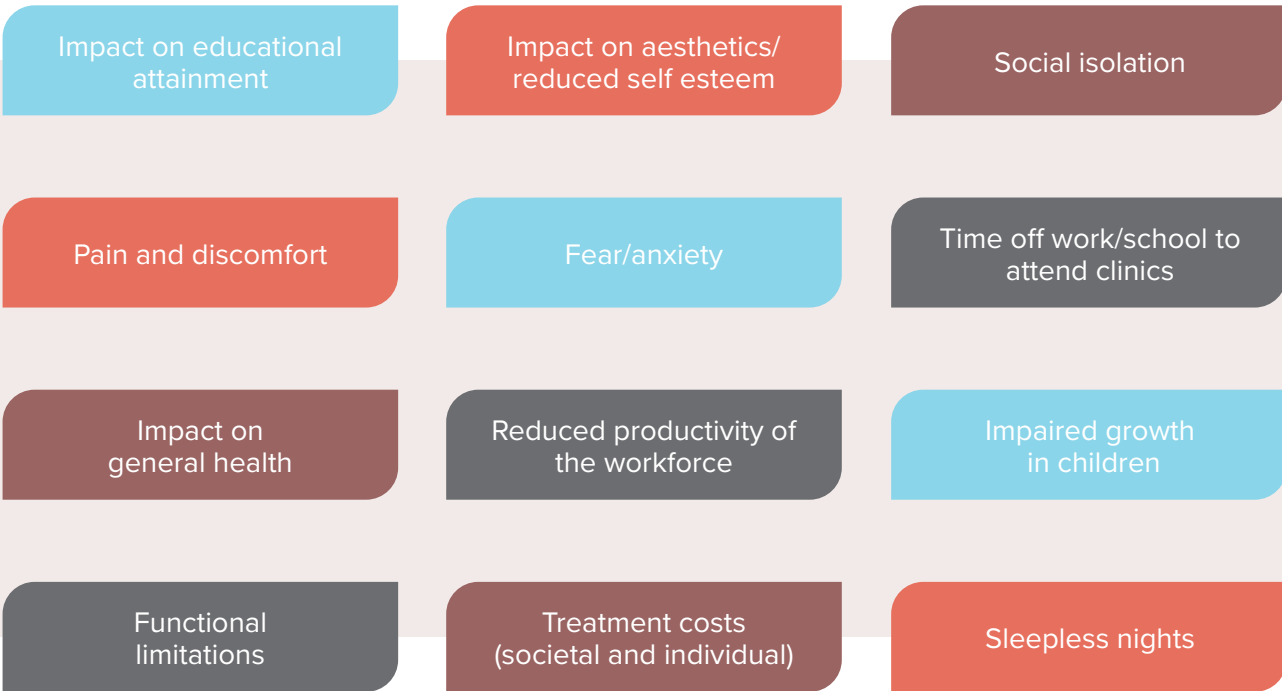 Impact on educational
attainment
Impact on aesthetics/
reduced self esteem
Social isolation
Pain and discomfort
Fear/anxiety
Time off work/school to
attend clinics
Impact on
general health
Reduced productivity of
the workforce
Impaired growth
in children
Functional
limitations
Treatment costs
(societal and individual)
Sleepless nights